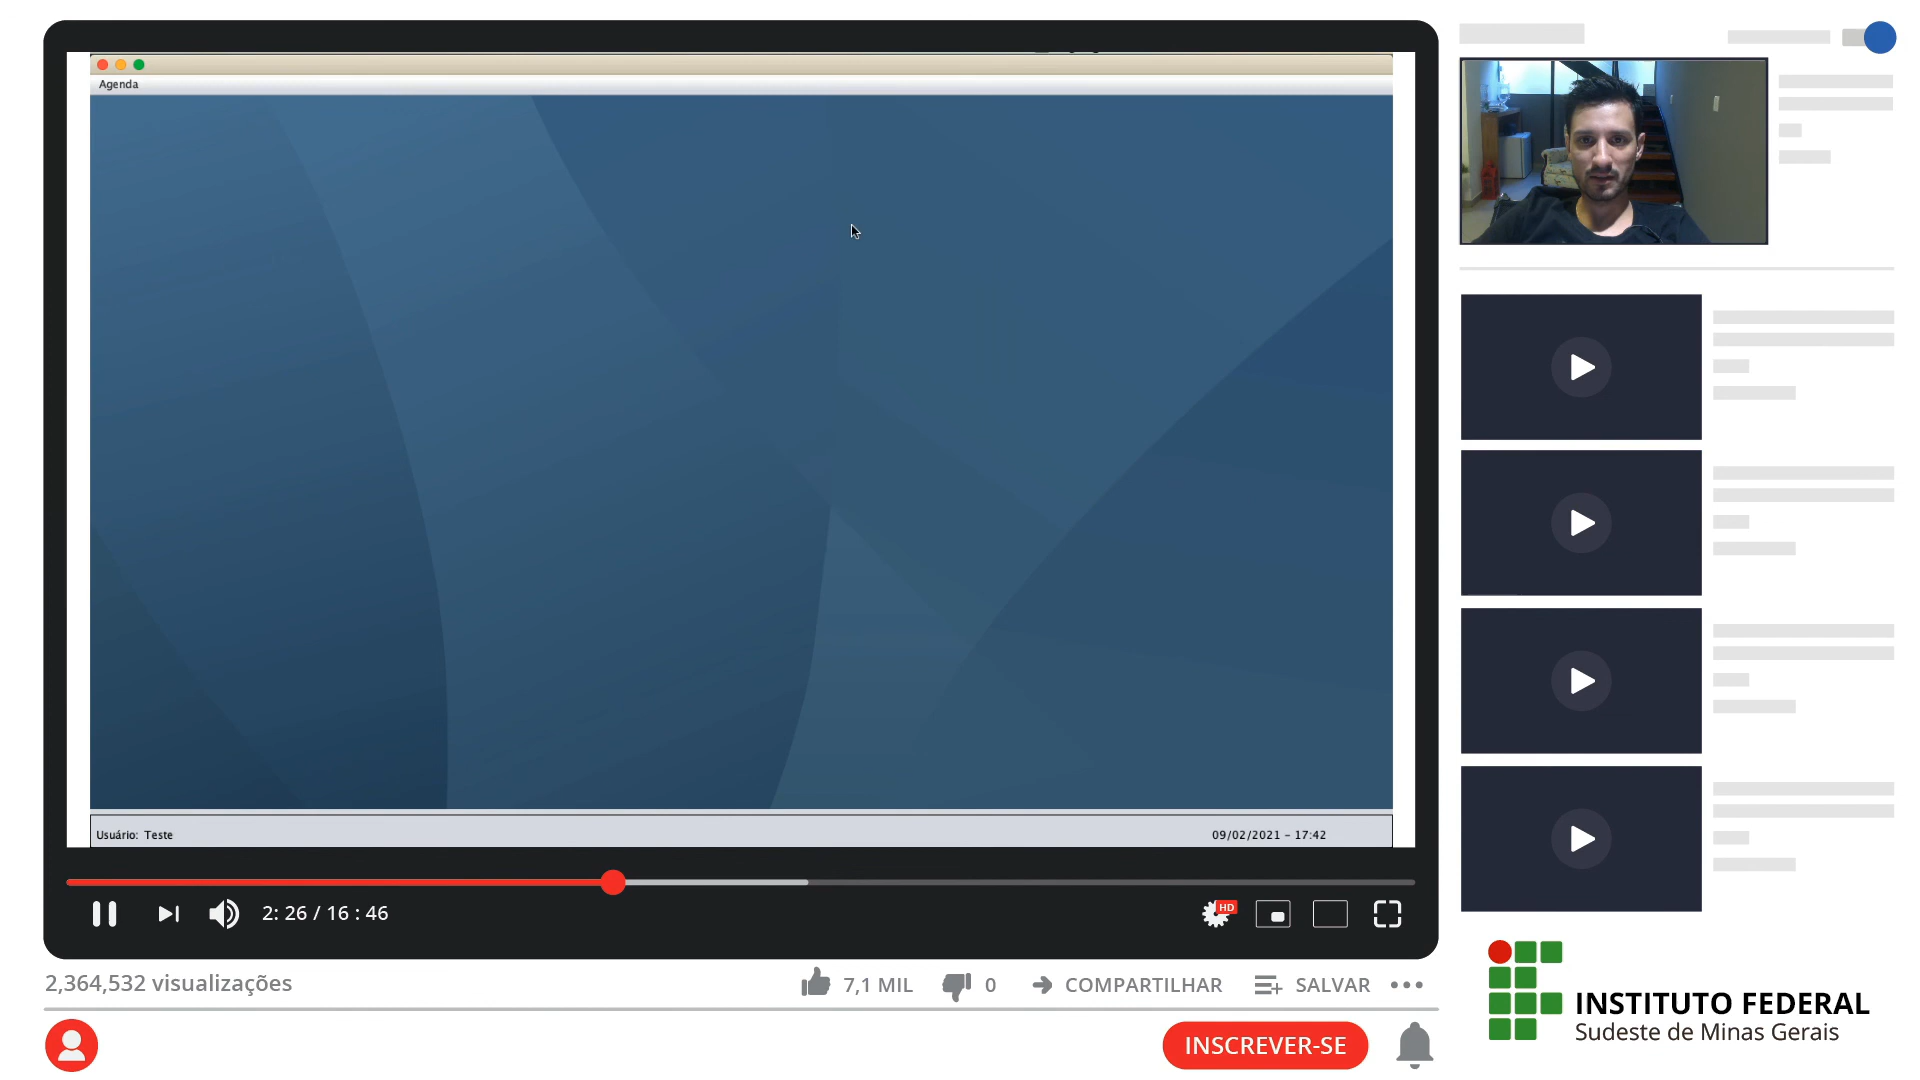 Agenda
Usuário: Teste
09/02/2021 - 17:42
2: 26 / 16 : 46
HD
2,364,532 visualizações
7,1 MIL
0
COMPARTILHAR
SALVAR
INSCREVER-SE
INSTITUTO FEDERAL
Sudeste de Minas Gerais